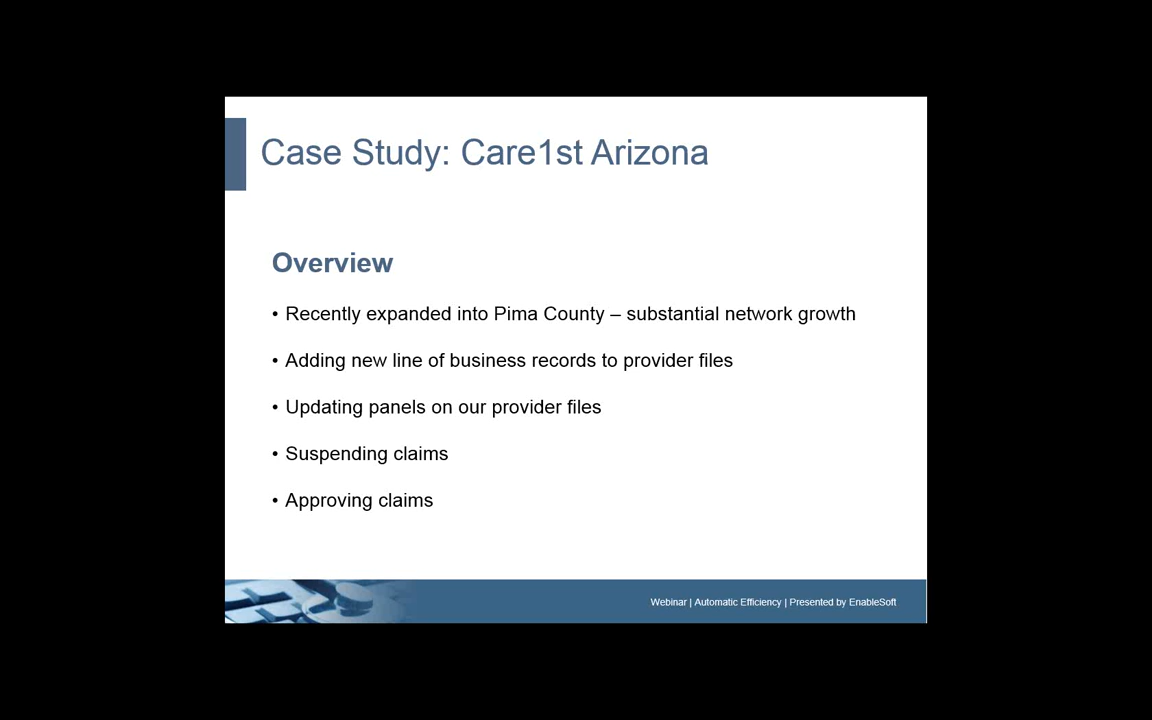 Case Study: Care1st Arizona
Overview
• Recently expanded into Pima County – substantial network growth
• Adding new line of business records to provider files
• Updating panels on our provider files
• Suspending claims
• Approving claims
Webinar | Automatic Efficiency | Presented by EnableSoft